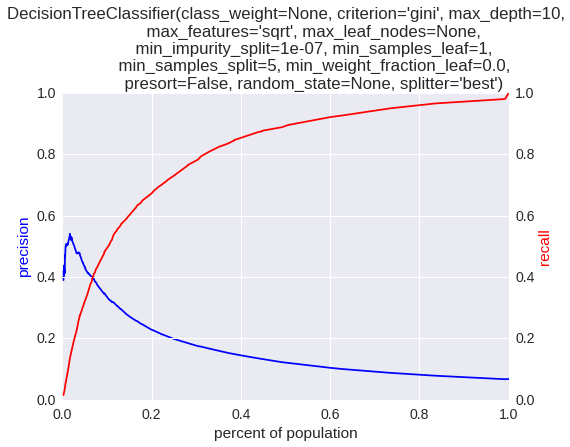 DecisionTreeClassifier(class_weight=None, criterion='gini', max_depth=10,
max_features='sqrt', max_leaf_nodes=None,
min_impurity_split=1e-07, min_samples_leaf=1,
min_samples_split=5, min_weight_fraction_leaf=0.0,
presort=False, random_state=None, splitter='best')
1.0
0.8
0.6
0.4
0.2
0.0
precision
1.0
0.8
0.6
0.4
0.2
0.0
recall
0.0 0.2 0.4 0.6 0.8 1.0
percent of population